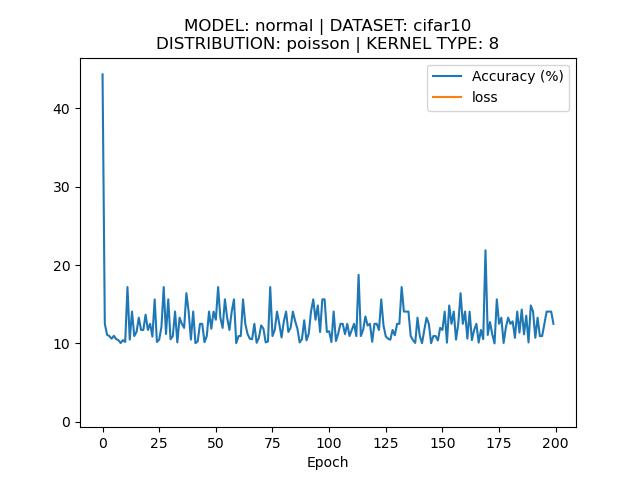 MODEL: normal | DATASET: cifar10
DISTRIBUTION: poisson | KERNEL TYPE: 8
Accuracy (%)
loss
40
30
20
10
0
0 25 50 75 100 125 150 175 200
Epoch